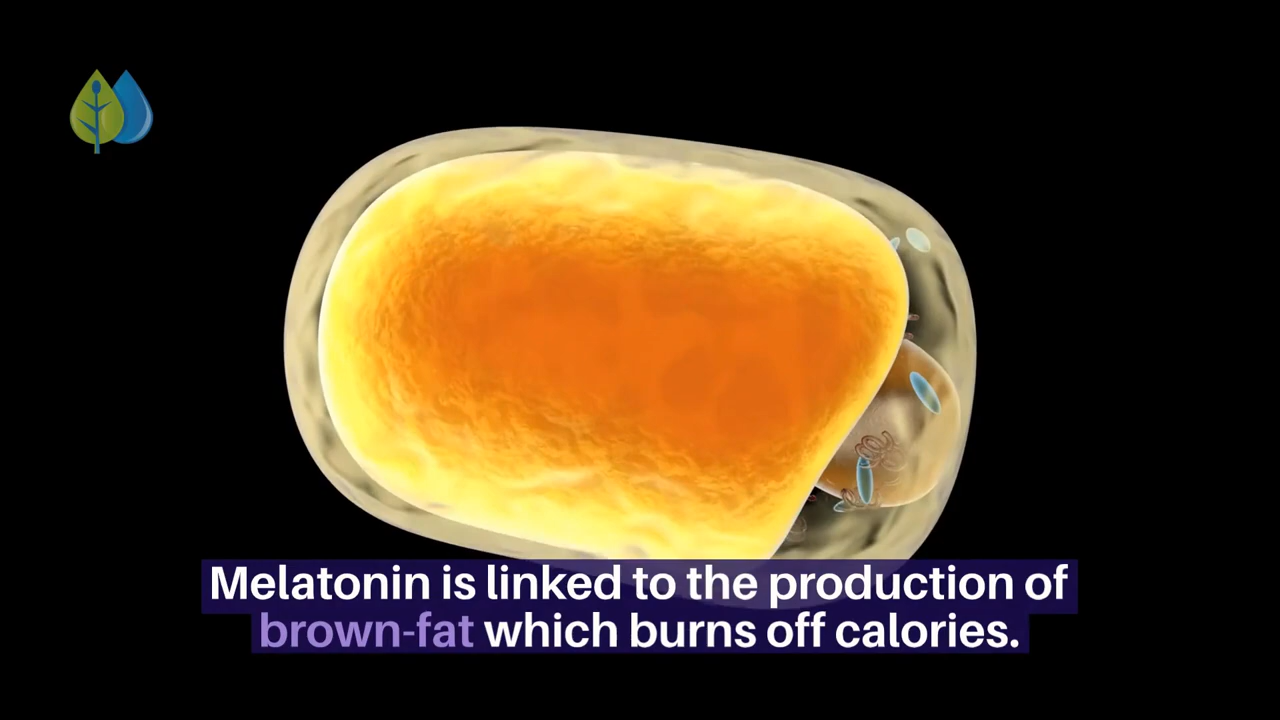 Melatonin is linked to the production of
brown-fat which burns off calories.